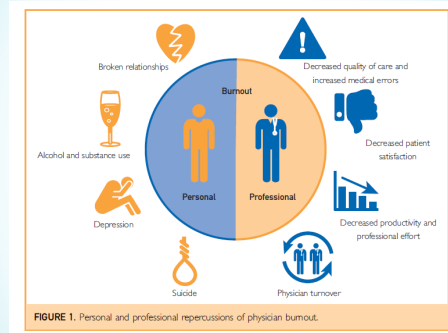 Broken relationships
Decreased quality of care and
increased medical errors
Burnout
Alcohol and substance use
Decreased patient
satisfaction
Personal
Professional
Depression
Decreased productivity and
professional effort
Suicide
Physician turnover
FIGURE 1. Personal and professional repercussions of physician burnout.